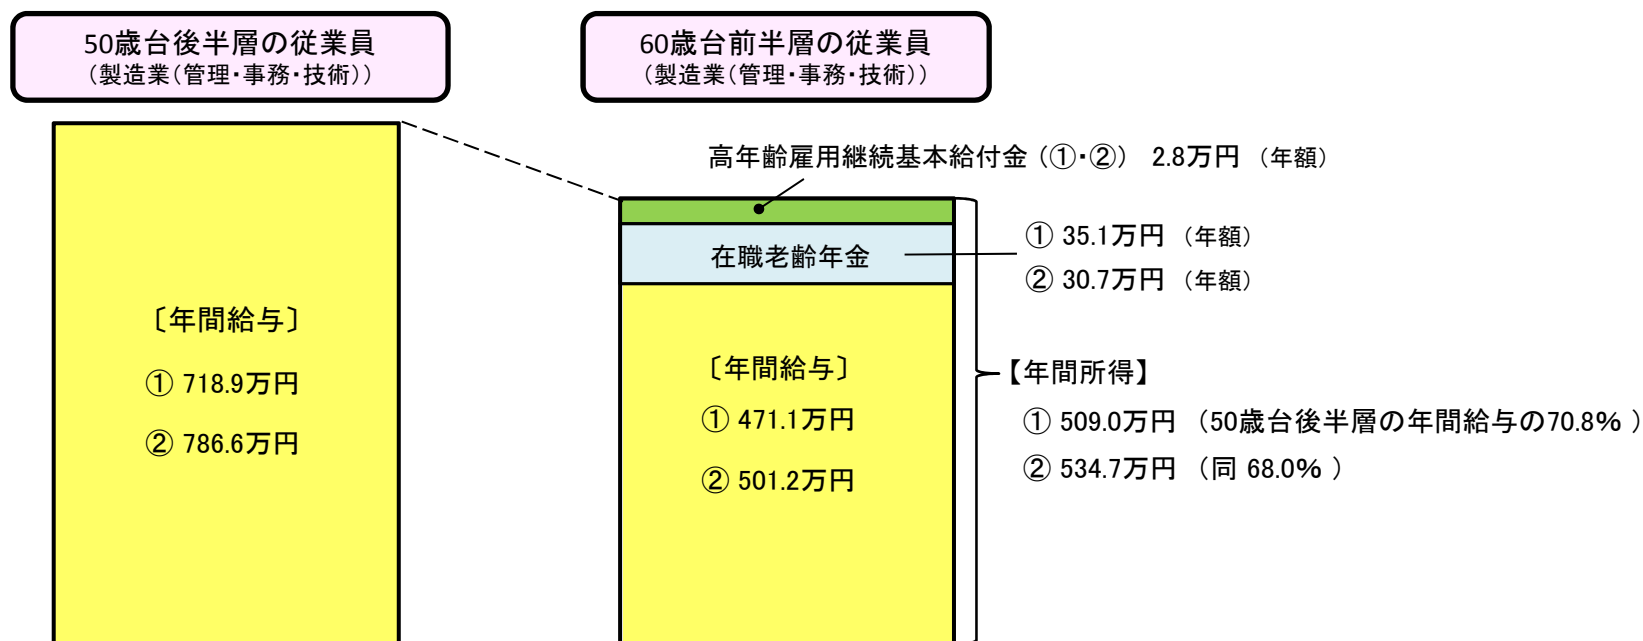 50歳台後半層の従業員
（製造業（管理・事務・技術））
60歳台前半層の従業員
（製造業（管理・事務・技術））
高年齢雇用継続基本給付金（①・②） 2.8万円 （年額）
在職老齢年金
① 35.1万円 （年額）
② 30.7万円 （年額）
〔年間給与〕
① 718.9万円
② 786.6万円
〔年間給与〕
① 471.1万円
② 501.2万円
【年間所得】
① 509.0万円 （50歳台後半層の年間給与の70.8% ）
② 534.7万円 （同 68.0% ）